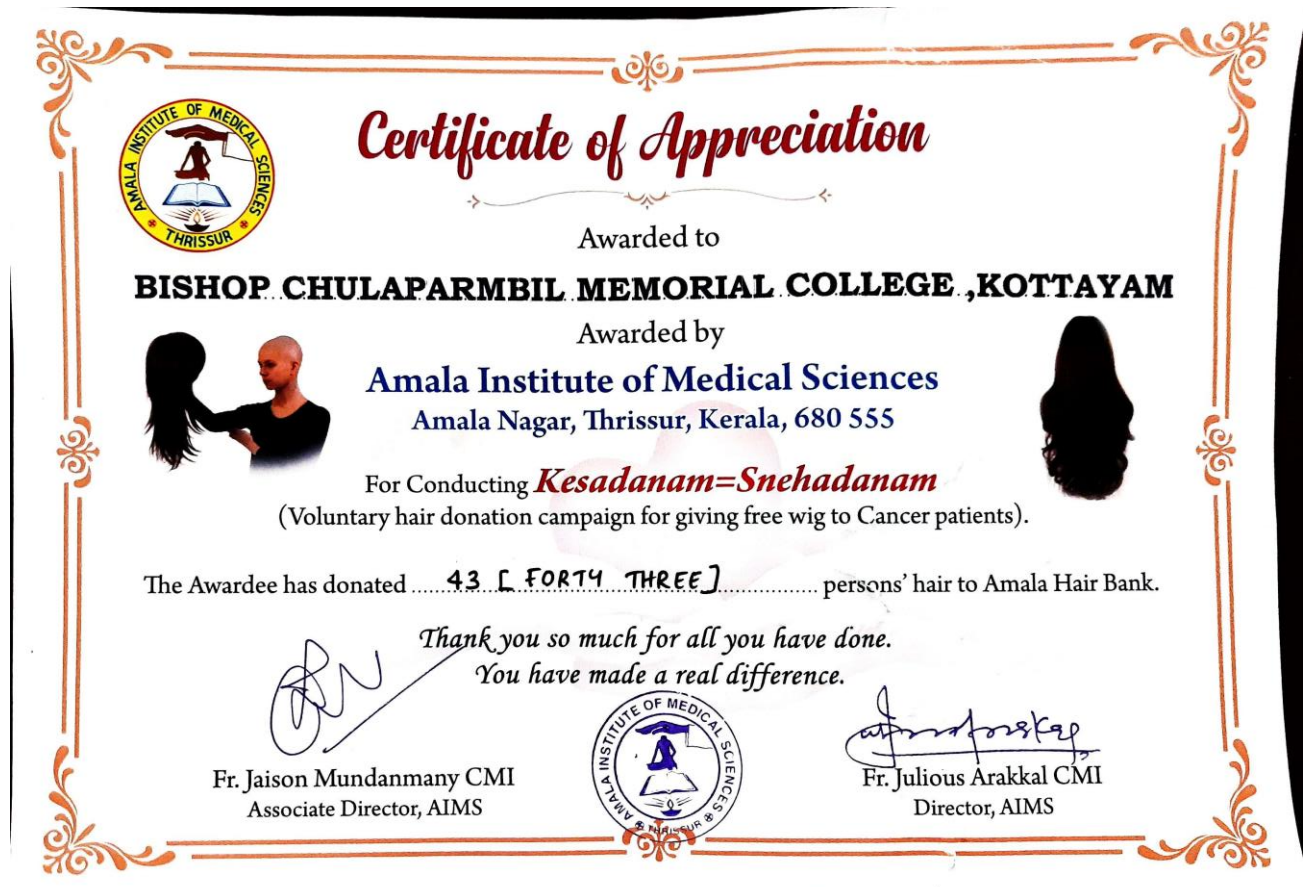 AMALA INSTITUTE OF MEDICAL SCIENCES
THRISSUR
Certificate of Appreciation
Awarded to
BISHOP CHULAPARMBIL MEMORIAL COLLEGE ,KOTTAYAM
Awarded by
Amala Institute of Medical Sciences
Amala Nagar, Thrissur, Kerala, 680 555
For Conducting Kesadanam=Snehadanam
(Voluntary hair donation campaign for giving free wig to Cancer patients).
The Awardee has donated ......43 [ FORTY THREE].................. persons' hair to Amala Hair Bank.
Thank you so much for all you have done.
You have made a real difference.
AMALA INSTITUTE OF MEDICAL SCIENCES
THRISSUR
Fr. Jaison Mundanmany CMI
Associate Director, AIMS
Fr. Julious Arakkal CMI
Director, AIMS